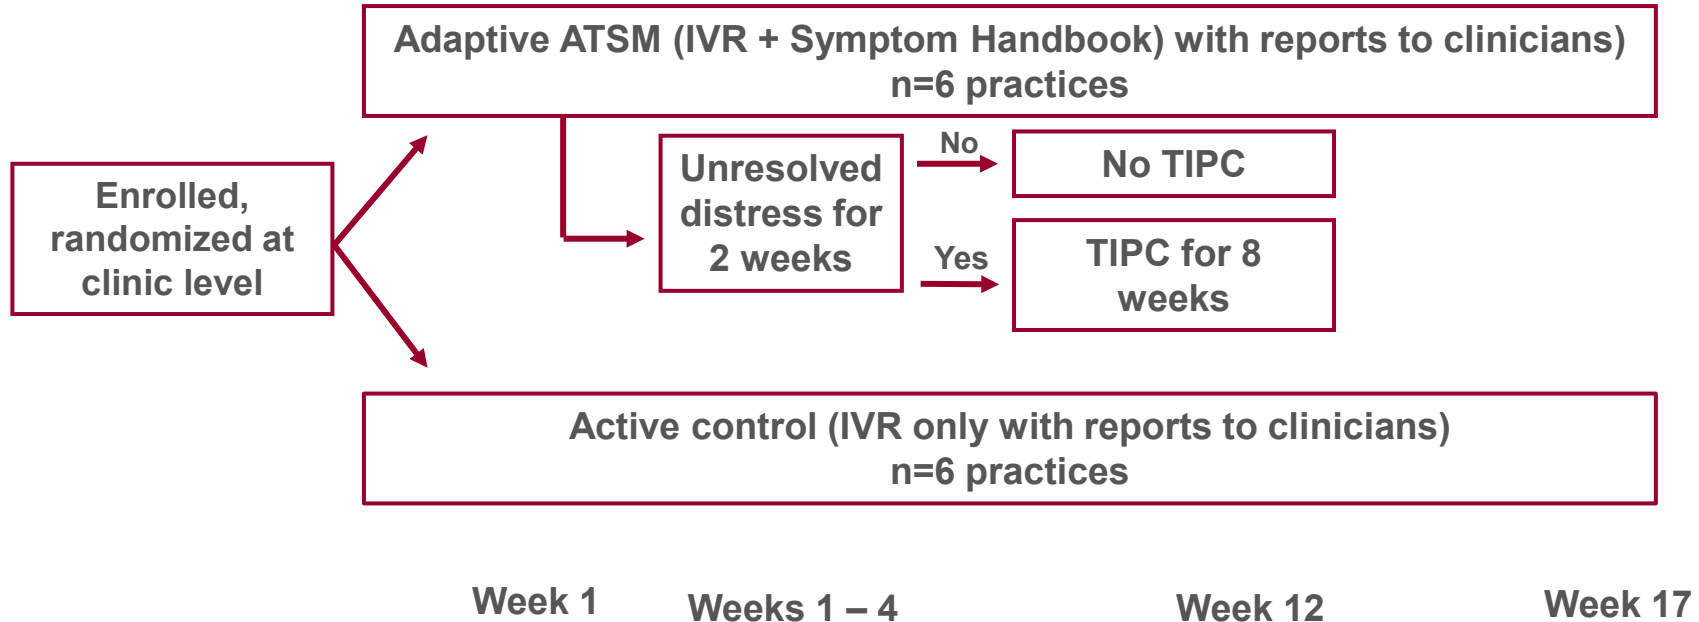 Adaptive ATSM (IVR + Symptom Handbook) with reports to clinicians)
n=6 practices
Enrolled,
randomized at
clinic level
Unresolved
distress for
2 weeks
No
No TIPC
Yes
TIPC for 8
weeks
Active control (IVR only with reports to clinicians)
n=6 practices
Week 1
Weeks 1 – 4
Week 12
Week 17